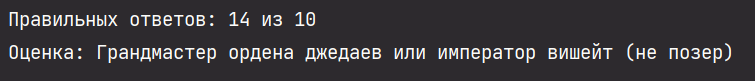 Правильных ответов: 14 из 10
Оценка: Грандмастер ордена джедаев или император вишейт (не позер)